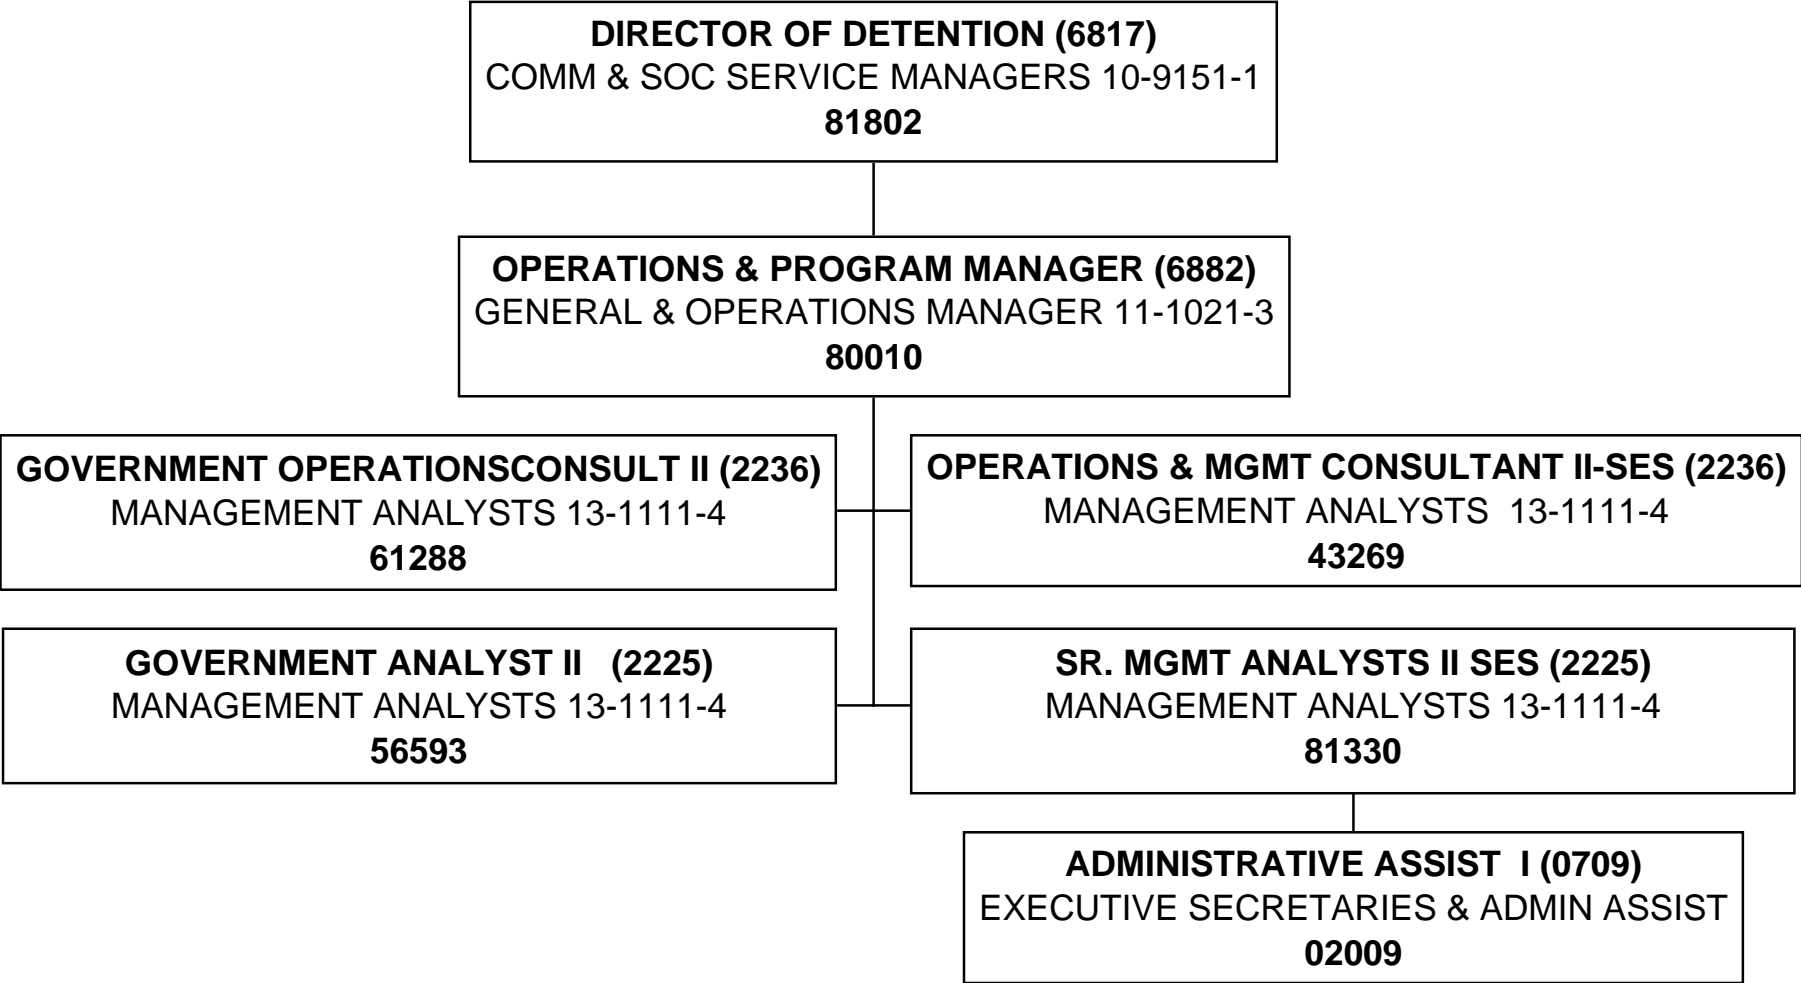 DIRECTOR OF DETENTION (6817)
COMM & SOC SERVICE MANAGERS 10-9151-1
81802
OPERATIONS & PROGRAM MANAGER (6882)
GENERAL & OPERATIONS MANAGER 11-1021-3
80010
GOVERNMENT OPERATIONSCONSULT II (2236)
MANAGEMENT ANALYSTS 13-1111-4
61288
OPERATIONS & MGMT CONSULTANT II-SES (2236)
MANAGEMENT ANALYSTS 13-1111-4
43269
GOVERNMENT ANALYST II (2225)
MANAGEMENT ANALYSTS 13-1111-4
56593
SR. MGMT ANALYSTS II SES (2225)
MANAGEMENT ANALYSTS 13-1111-4
81330
ADMINISTRATIVE ASSIST I (0709)
EXECUTIVE SECRETARIES & ADMIN ASSIST
02009